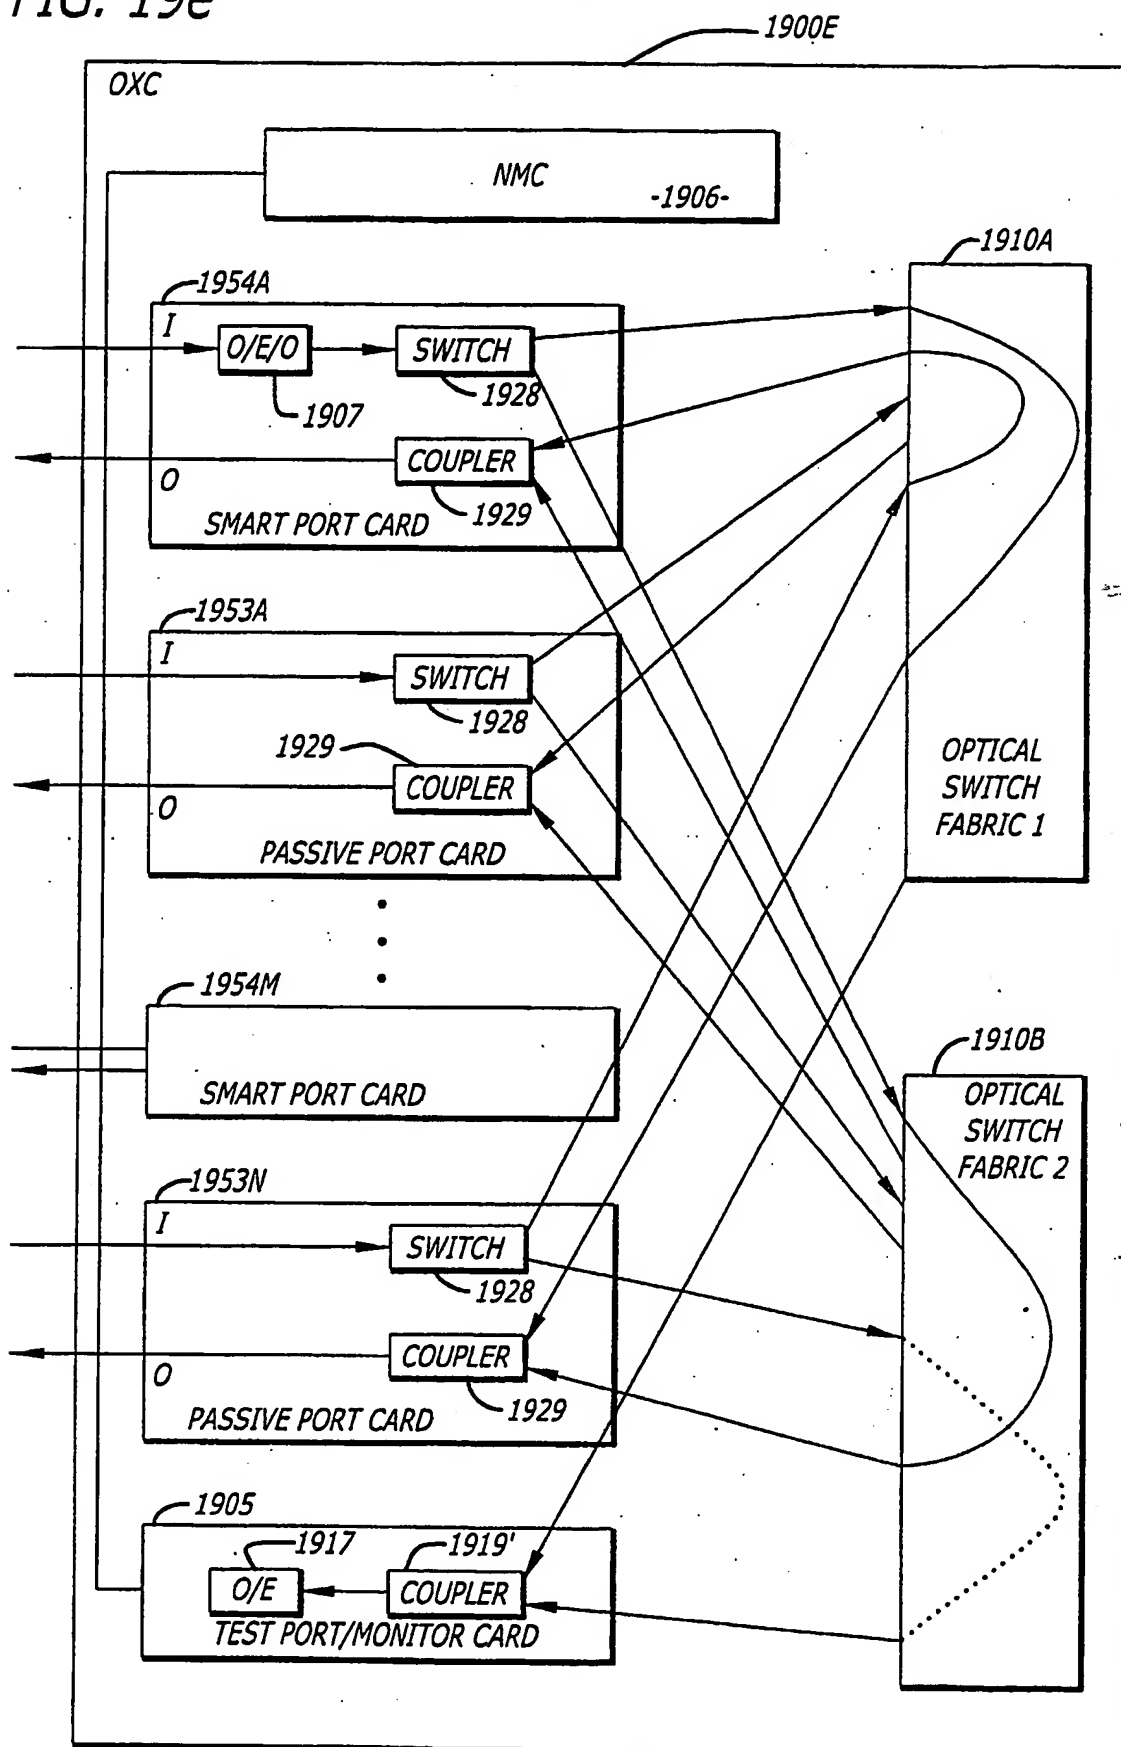 FIG. 19e
1900E
OXC
NMC
-1906-
1910A
1954A
I
O/E/O
SWITCH
1928
1907
COUPLER
O
1929
SMART PORT CARD
1953A
I
SWITCH
1928
1929
COUPLER
O
PASSIVE PORT CARD
OPTICAL
SWITCH
FABRIC 1
1954M
SMART PORT CARD
1910B
OPTICAL
SWITCH
FABRIC 2
1953N
I
SWITCH
1928
COUPLER
O
1929
PASSIVE PORT CARD
1905
1917
1919'
O/E
COUPLER
TEST PORT/MONITOR CARD